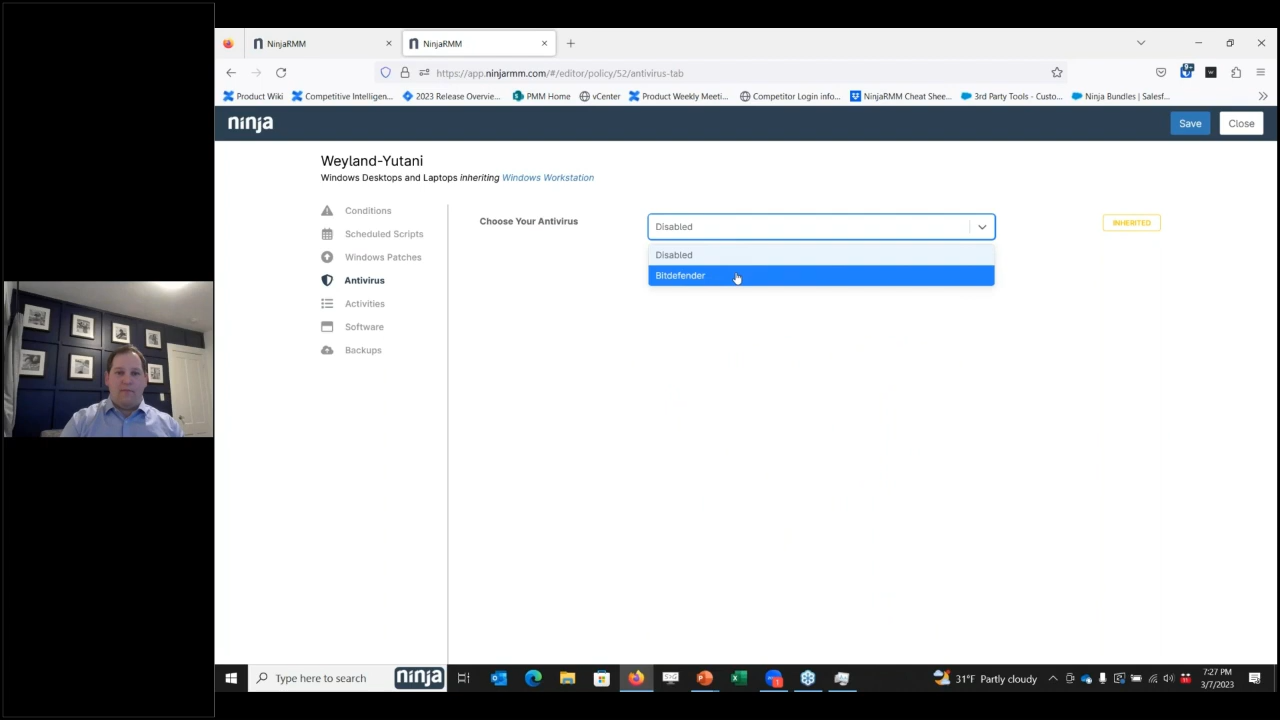 NinjaRMM
NinjaRMM
https://app.ninjarmm.com/#/editor/policy/52/antivirus-tab
Product Wiki
Competitive Intelligen...
2023 Release Overvie...
PMM Home
vCenter
Product Weekly Meeti...
Competitor Login info...
NinjaRMM Cheat Shee...
3rd Party Tools - Custo...
Ninja Bundles | Salesf...
ninja
Save
Close
Weyland-Yutani
Windows Desktops and Laptops inheriting Windows Workstation
Conditions
Scheduled Scripts
Windows Patches
Antivirus
Activities
Software
Backups
Choose Your Antivirus
Disabled
INHERITED
Disabled
Bitdefender
Type here to search
ninja
31°F Partly cloudy
7:27 PM
3/7/2023